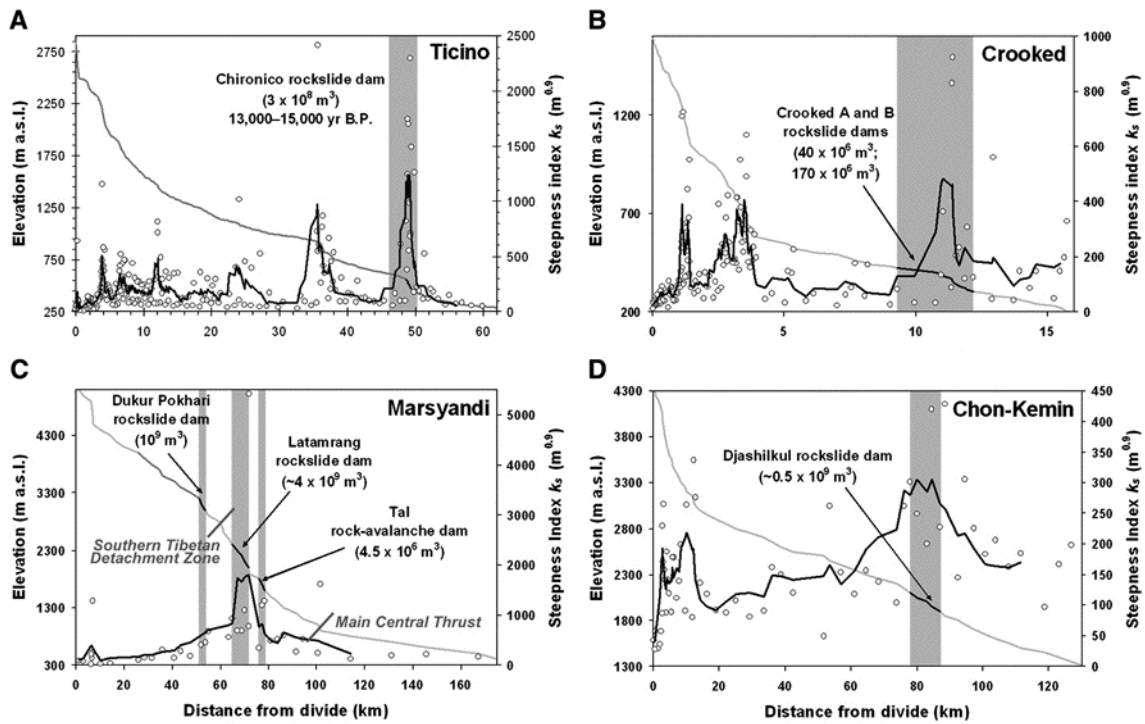 A
Ticino
Elevation (m a.s.l.)
2750
2250
1750
1250
750
250
2500
2000
1500
1000
500
0
Steepness index ks (m0.9)
Chironico rockslide dam
(3 x 10⁸ m³)
13,000–15,000 yr B.P.
0 10 20 30 40 50 60
B
Crooked
Elevation (m a.s.l.)
1200
700
200
1000
800
600
400
200
0
Steepness index ks (m0.9)
Crooked A and B
rockslide dams
(40 x 10⁶ m³;
170 x 10⁶ m³)
0 5 10 15
C
Marsyandi
Elevation (m a.s.l.)
4300
3300
2300
1300
300
5000
4000
3000
2000
1000
0
Steepness Index ks (m0.9)
Dukur Pokhari
rockslide dam
(10⁹ m³)
Latamrang
rockslide dam
(~4 x 10⁹ m³)
Tal
rock-avalanche dam
(4.5 x 10⁶ m³)
Southern Tibetan
Detachment Zone
Main Central Thrust
0 20 40 60 80 100 120 140 160
Distance from divide (km)
D
Chon-Kemin
Elevation (m a.s.l.)
4300
3800
3300
2800
2300
1800
1300
450
400
350
300
250
200
150
100
50
0
Steepness Index ks (m0.9)
Djashilkul rockslide dam
(~0.5 x 10⁹ m³)
0 20 40 60 80 100 120
Distance from divide (km)